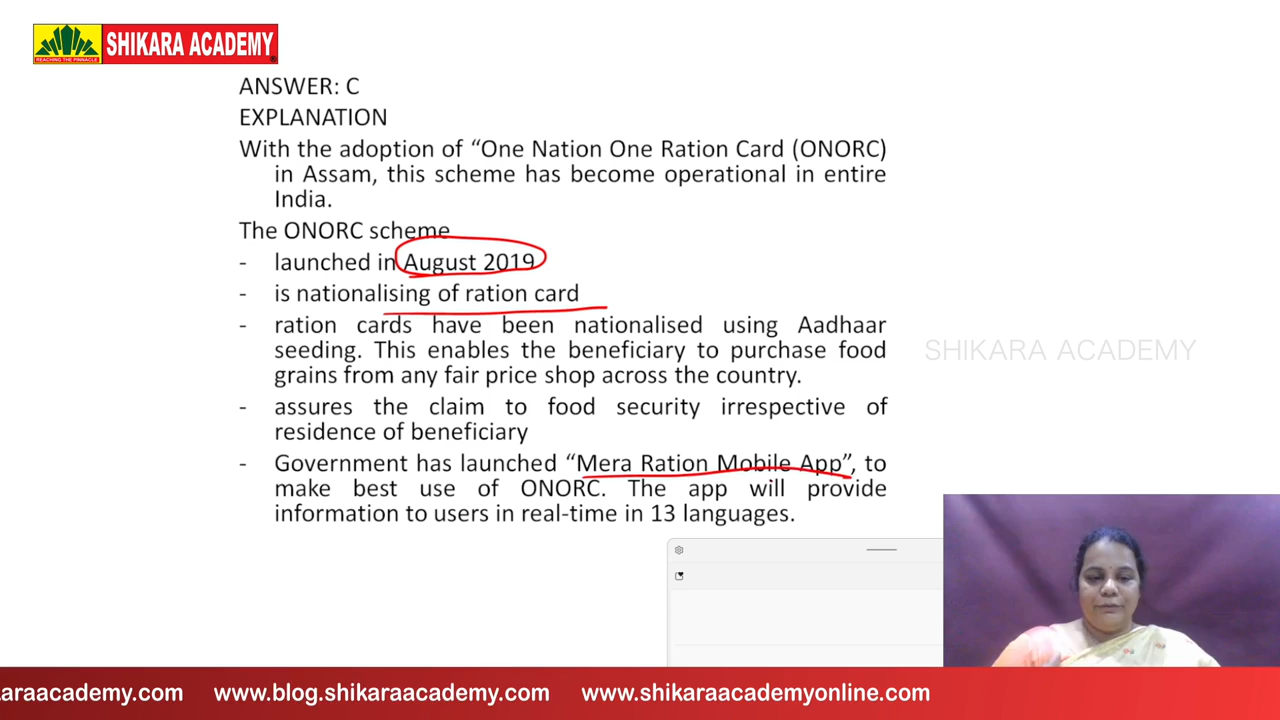 SHIKARA ACADEMY
REACHING THE PINNACLE
ANSWER: C
EXPLANATION
With the adoption of “One Nation One Ration Card (ONORC)
in Assam, this scheme has become operational in entire
India.
The ONORC scheme
- launched in August 2019
- is nationalising of ration card
- ration cards have been nationalised using Aadhaar
seeding. This enables the beneficiary to purchase food
grains from any fair price shop across the country.
- assures the claim to food security irrespective of
residence of beneficiary
- Government has launched “Mera Ration Mobile App”, to
make best use of ONORC. The app will provide
information to users in real-time in 13 languages.
SHIKARA ACADEMY
araacademy.com www.blog.shikaraacademy.com www.shikaraacademyonline.com